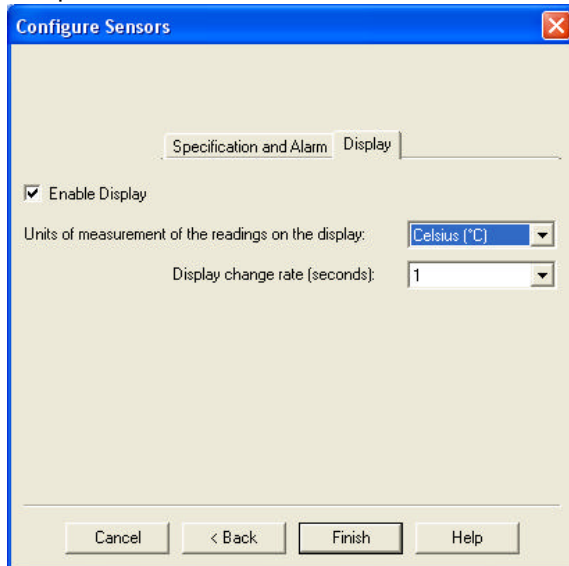 Configure Sensors
Specification and Alarm Display
Enable Display
Units of measurement of the readings on the display: Celsius (°C)
Display change rate (seconds): 1
Cancel < Back Finish Help